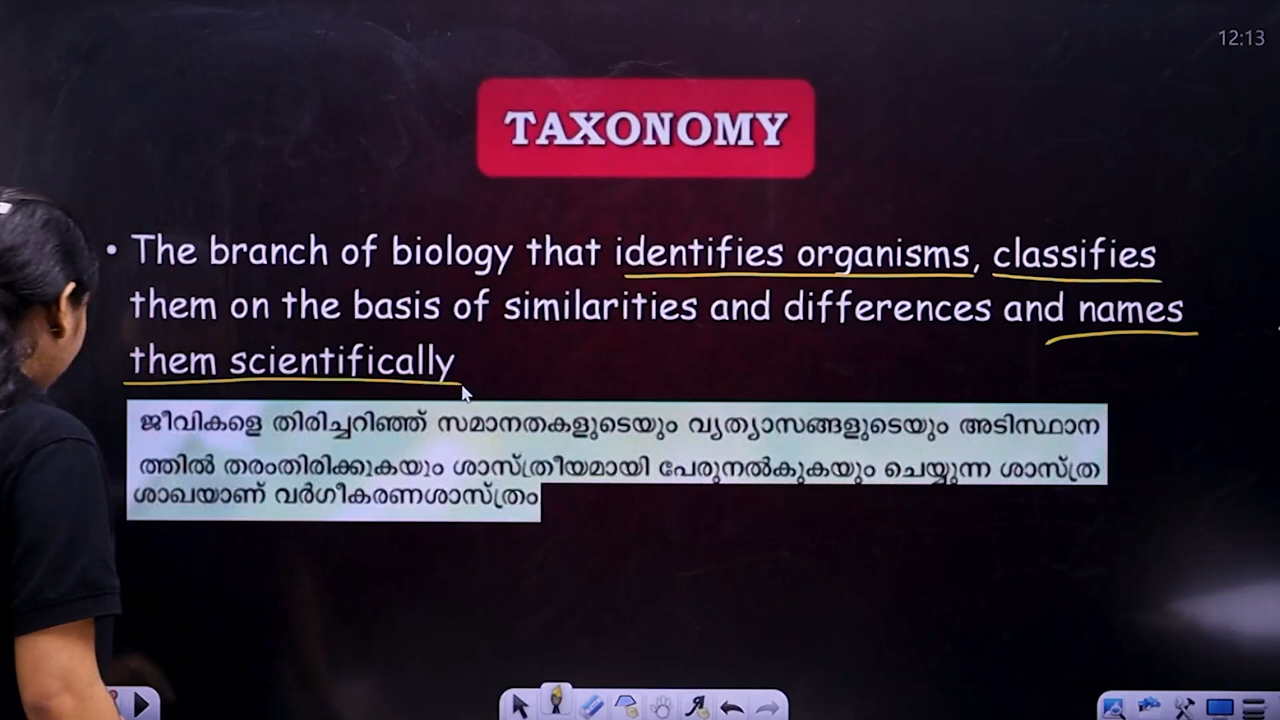 12:13
TAXONOMY
• The branch of biology that identifies organisms, classifies
them on the basis of similarities and differences and names
them scientifically
ജീവികളെ തിരിച്ചറിഞ്ഞ് സമാനതകളുടെയും വ്യത്യാസങ്ങളുടെയും അടിസ്ഥാന
ത്തിൽ തരംതിരിക്കുകയും ശാസ്ത്രീയമായി പേരുനൽകുകയും ചെയ്യുന്ന ശാസ്ത്ര
ശാഖയാണ് വർഗീകരണശാസ്ത്രം